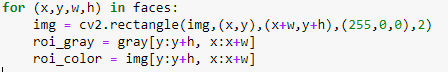 for (x,y,w,h) in faces:
    img = cv2.rectangle(img,(x,y),(x+w,y+h),(255,0,0),2)
    roi_gray = gray[y:y+h, x:x+w]
    roi_color = img[y:y+h, x:x+w]